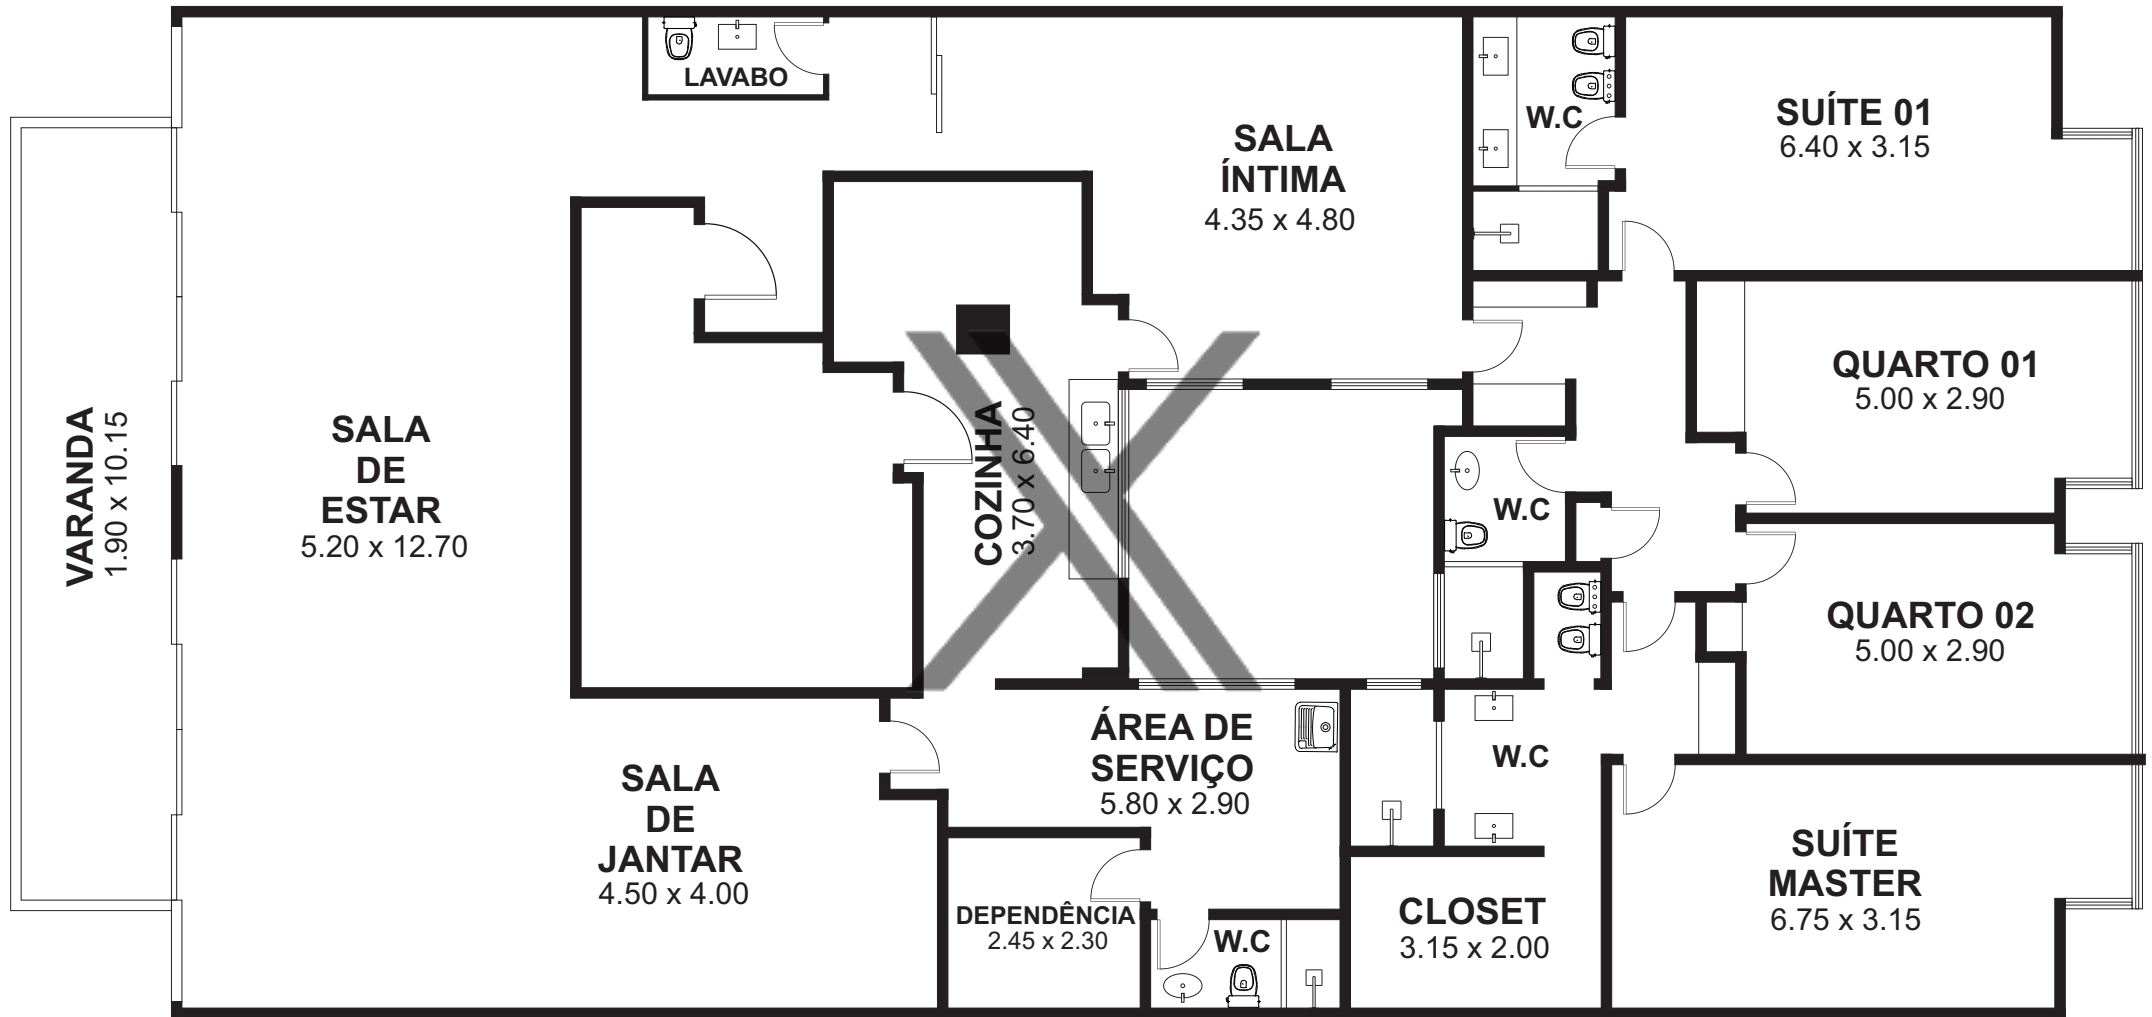 LAVABO
W.C
SUÍTE 01
6.40 x 3.15
SALA
ÍNTIMA
4.35 x 4.80
QUARTO 01
5.00 x 2.90
VARANDA
1.90 x 10.15
SALA
DE
ESTAR
5.20 x 12.70
COZINHA
3.70 x 6.40
W.C
QUARTO 02
5.00 x 2.90
ÁREA DE
SERVIÇO
5.80 x 2.90
W.C
SALA
DE
JANTAR
4.50 x 4.00
SUÍTE
MASTER
6.75 x 3.15
DEPENDÊNCIA
2.45 x 2.30
W.C
CLOSET
3.15 x 2.00